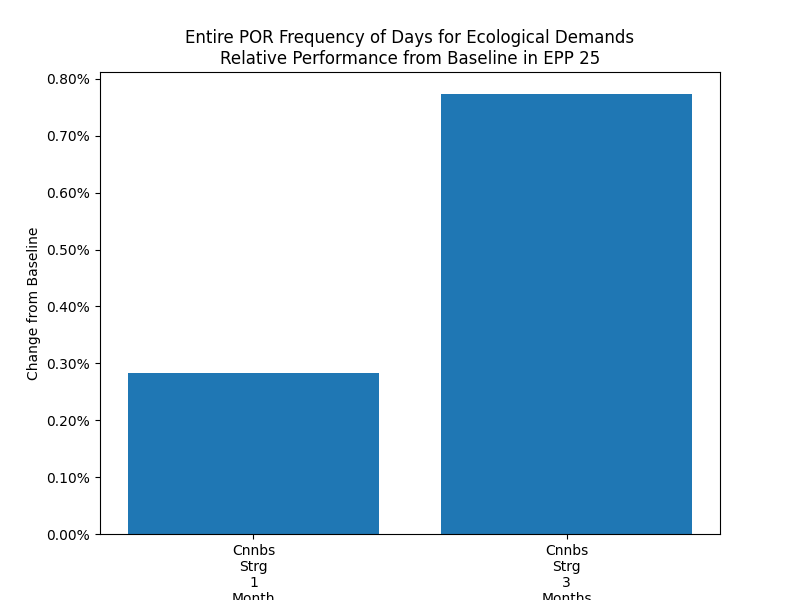 Entire POR Frequency of Days for Ecological Demands
Relative Performance from Baseline in EPP 25
0.80%
0.70%
0.60%
0.50%
0.40%
0.30%
0.20%
0.10%
0.00%
Change from Baseline
Cnnbs
Strg
1
Month
Cnnbs
Strg
3
Months